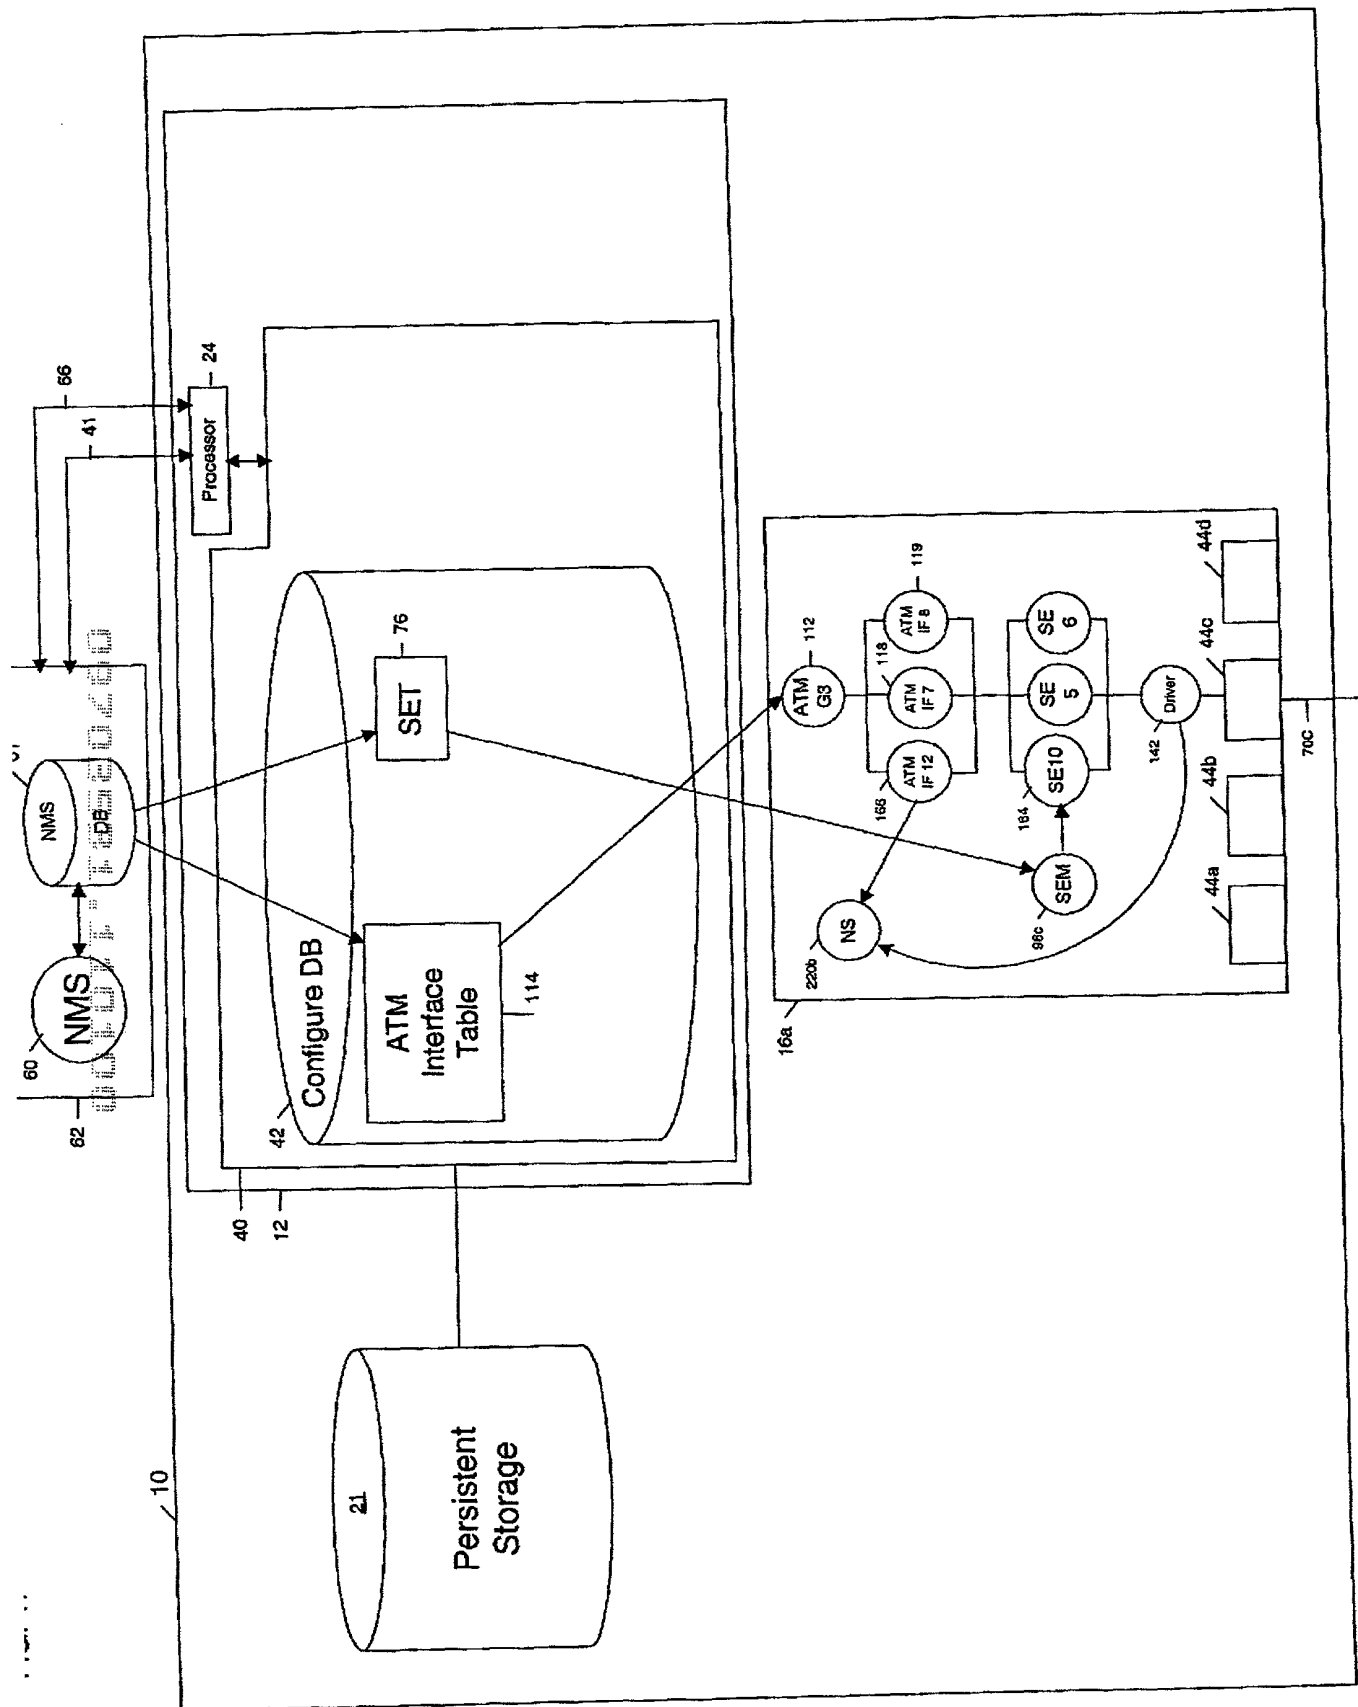 62
60
NMS
NMS
DB
41
66
10
Processor
24
40
12
42
Configure DB
ATM
Interface
Table
114
SET
76
21
Persistent
Storage
16a
ATM
G3
112
ATM
IF 12
166
ATM
IF 7
118
ATM
IF 8
119
220b
NS
SEM
SE10
164
SE
5
SE
6
Driver
142
44a
44b
44c
44d
70C